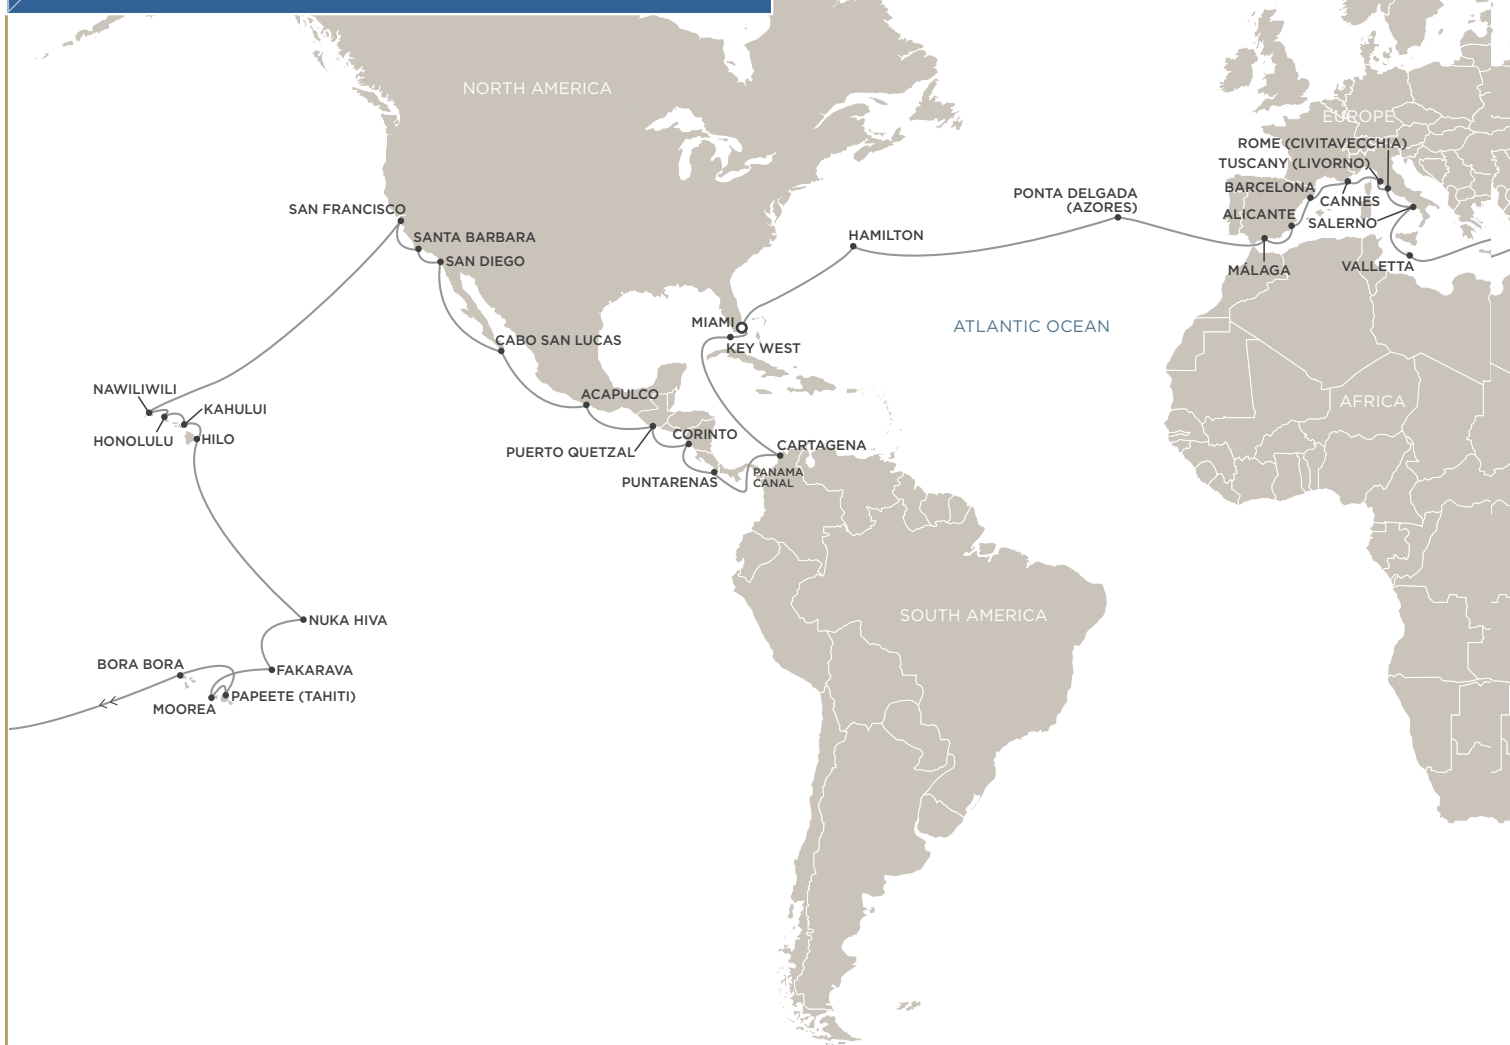 NORTH AMERICA
EUROPE
ROME (CIVITAVECCHIA)
TUSCANY (LIVORNO)
BARCELONA
CANNES
ALICANTE
SALERNO
MÁLAGA
VALLETTA
PONTA DELGADA
(AZORES)
HAMILTON
SAN FRANCISCO
SANTA BARBARA
SAN DIEGO
MIAMI
KEY WEST
ATLANTIC OCEAN
CABO SAN LUCAS
ACAPULCO
NAWILIWILI
KAHULUI
HONOLULU
HILO
PUERTO QUETZAL
CORINTO
CARTAGENA
PUNTARENAS
PANAMA
CANAL
AFRICA
SOUTH AMERICA
NUKA HIVA
BORA BORA
FAKARAVA
PAPEETE (TAHITI)
MOOREA